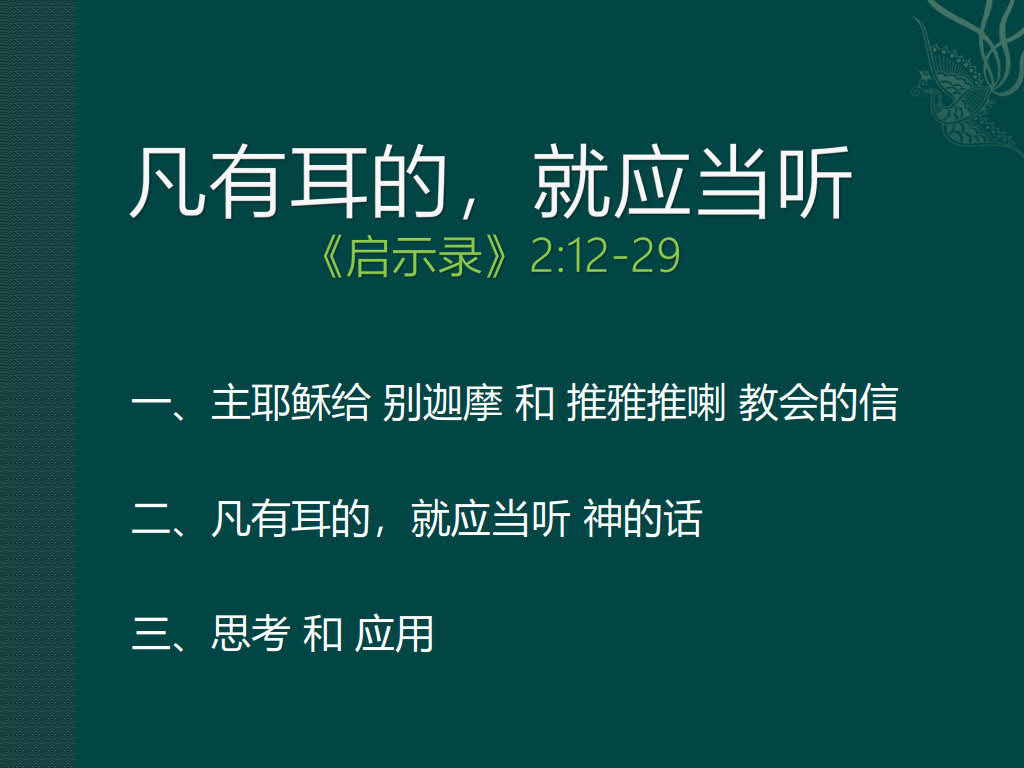 凡有耳的，就应当听
《启示录》2:12-29
一、主耶稣给 别迦摩 和 推雅推喇 教会的信
二、凡有耳的，就应当听 神的话
三、思考 和 应用